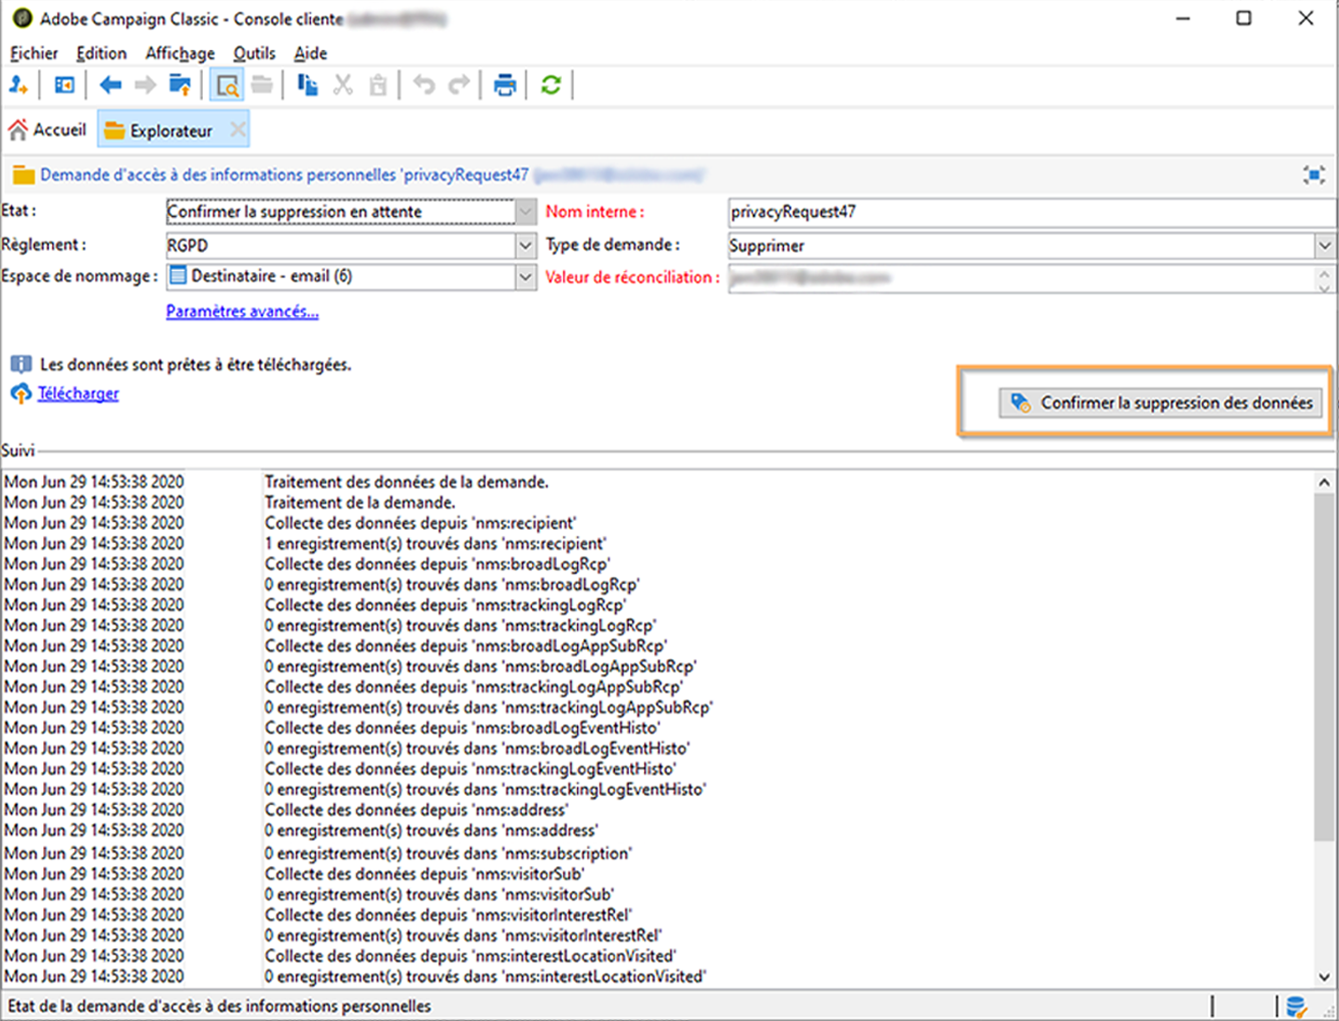 Adobe Campaign Classic - Console cliente
Fichier Edition Affichage Outils Aide
Accueil Explorateur
Demande d'accès à des informations personnelles 'privacyRequest47
Etat : Confirmer la suppression en attente Nom interne : privacyRequest47
Règlement : RGPD Type de demande : Supprimer
Espace de nommage : Destinataire - email (6) Valeur de réconciliation :
Paramètres avancés...
Les données sont prêtes à être téléchargées.
Télécharger
Confirmer la suppression des données
Suivi
Mon Jun 29 14:53:38 2020 Traitement des données de la demande.
Mon Jun 29 14:53:38 2020 Traitement de la demande.
Mon Jun 29 14:53:38 2020 Collecte des données depuis 'nms:recipient'
Mon Jun 29 14:53:38 2020 1 enregistrement(s) trouvés dans 'nms:recipient'
Mon Jun 29 14:53:38 2020 Collecte des données depuis 'nms:broadLogRcp'
Mon Jun 29 14:53:38 2020 0 enregistrement(s) trouvés dans 'nms:broadLogRcp'
Mon Jun 29 14:53:38 2020 Collecte des données depuis 'nms:trackingLogRcp'
Mon Jun 29 14:53:38 2020 0 enregistrement(s) trouvés dans 'nms:trackingLogRcp'
Mon Jun 29 14:53:38 2020 Collecte des données depuis 'nms:broadLogAppSubRcp'
Mon Jun 29 14:53:38 2020 0 enregistrement(s) trouvés dans 'nms:broadLogAppSubRcp'
Mon Jun 29 14:53:38 2020 Collecte des données depuis 'nms:trackingLogAppSubRcp'
Mon Jun 29 14:53:38 2020 0 enregistrement(s) trouvés dans 'nms:trackingLogAppSubRcp'
Mon Jun 29 14:53:38 2020 Collecte des données depuis 'nms:broadLogEventHisto'
Mon Jun 29 14:53:38 2020 0 enregistrement(s) trouvés dans 'nms:broadLogEventHisto'
Mon Jun 29 14:53:38 2020 Collecte des données depuis 'nms:trackingLogEventHisto'
Mon Jun 29 14:53:38 2020 0 enregistrement(s) trouvés dans 'nms:trackingLogEventHisto'
Mon Jun 29 14:53:38 2020 Collecte des données depuis 'nms:address'
Mon Jun 29 14:53:38 2020 0 enregistrement(s) trouvés dans 'nms:address'
Mon Jun 29 14:53:38 2020 0 enregistrement(s) trouvés dans 'nms:subscription'
Mon Jun 29 14:53:38 2020 Collecte des données depuis 'nms:visitorSub'
Mon Jun 29 14:53:38 2020 0 enregistrement(s) trouvés dans 'nms:visitorSub'
Mon Jun 29 14:53:38 2020 Collecte des données depuis 'nms:visitorInterestRel'
Mon Jun 29 14:53:38 2020 0 enregistrement(s) trouvés dans 'nms:visitorInterestRel'
Mon Jun 29 14:53:38 2020 Collecte des données depuis 'nms:interestLocationVisited'
Mon Jun 29 14:53:38 2020 0 enregistrement(s) trouvés dans 'nms:interestLocationVisited'
Etat de la demande d'accès à des informations personnelles